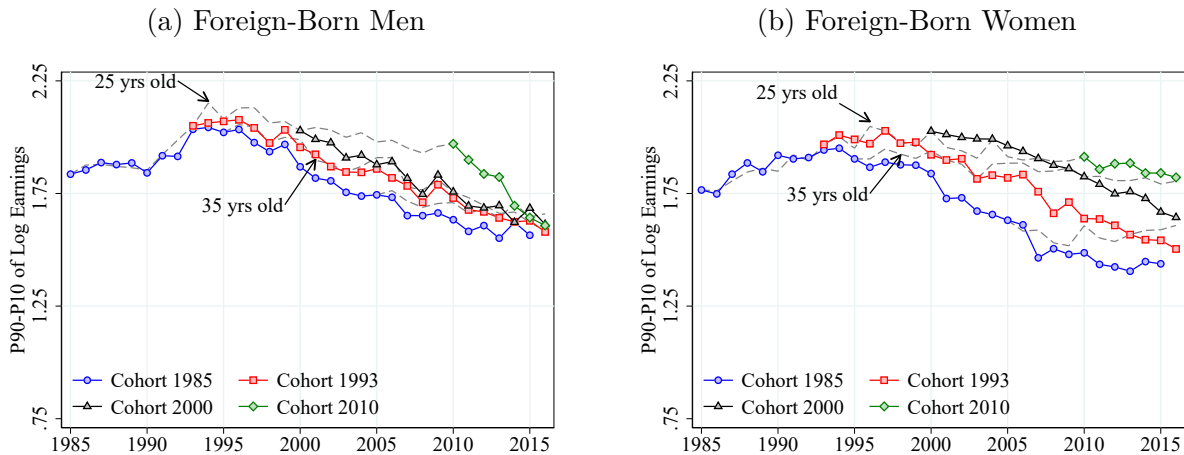 (a) Foreign-Born Men
P90-P10 of Log Earnings
2.25
1.75
1.25
.75
25 yrs old
35 yrs old
Cohort 1985
Cohort 1993
Cohort 2000
Cohort 2010
1985 1990 1995 2000 2005 2010 2015
(b) Foreign-Born Women
P90-P10 of Log Earnings
2.25
1.75
1.25
.75
25 yrs old
35 yrs old
Cohort 1985
Cohort 1993
Cohort 2000
Cohort 2010
1985 1990 1995 2000 2005 2010 2015